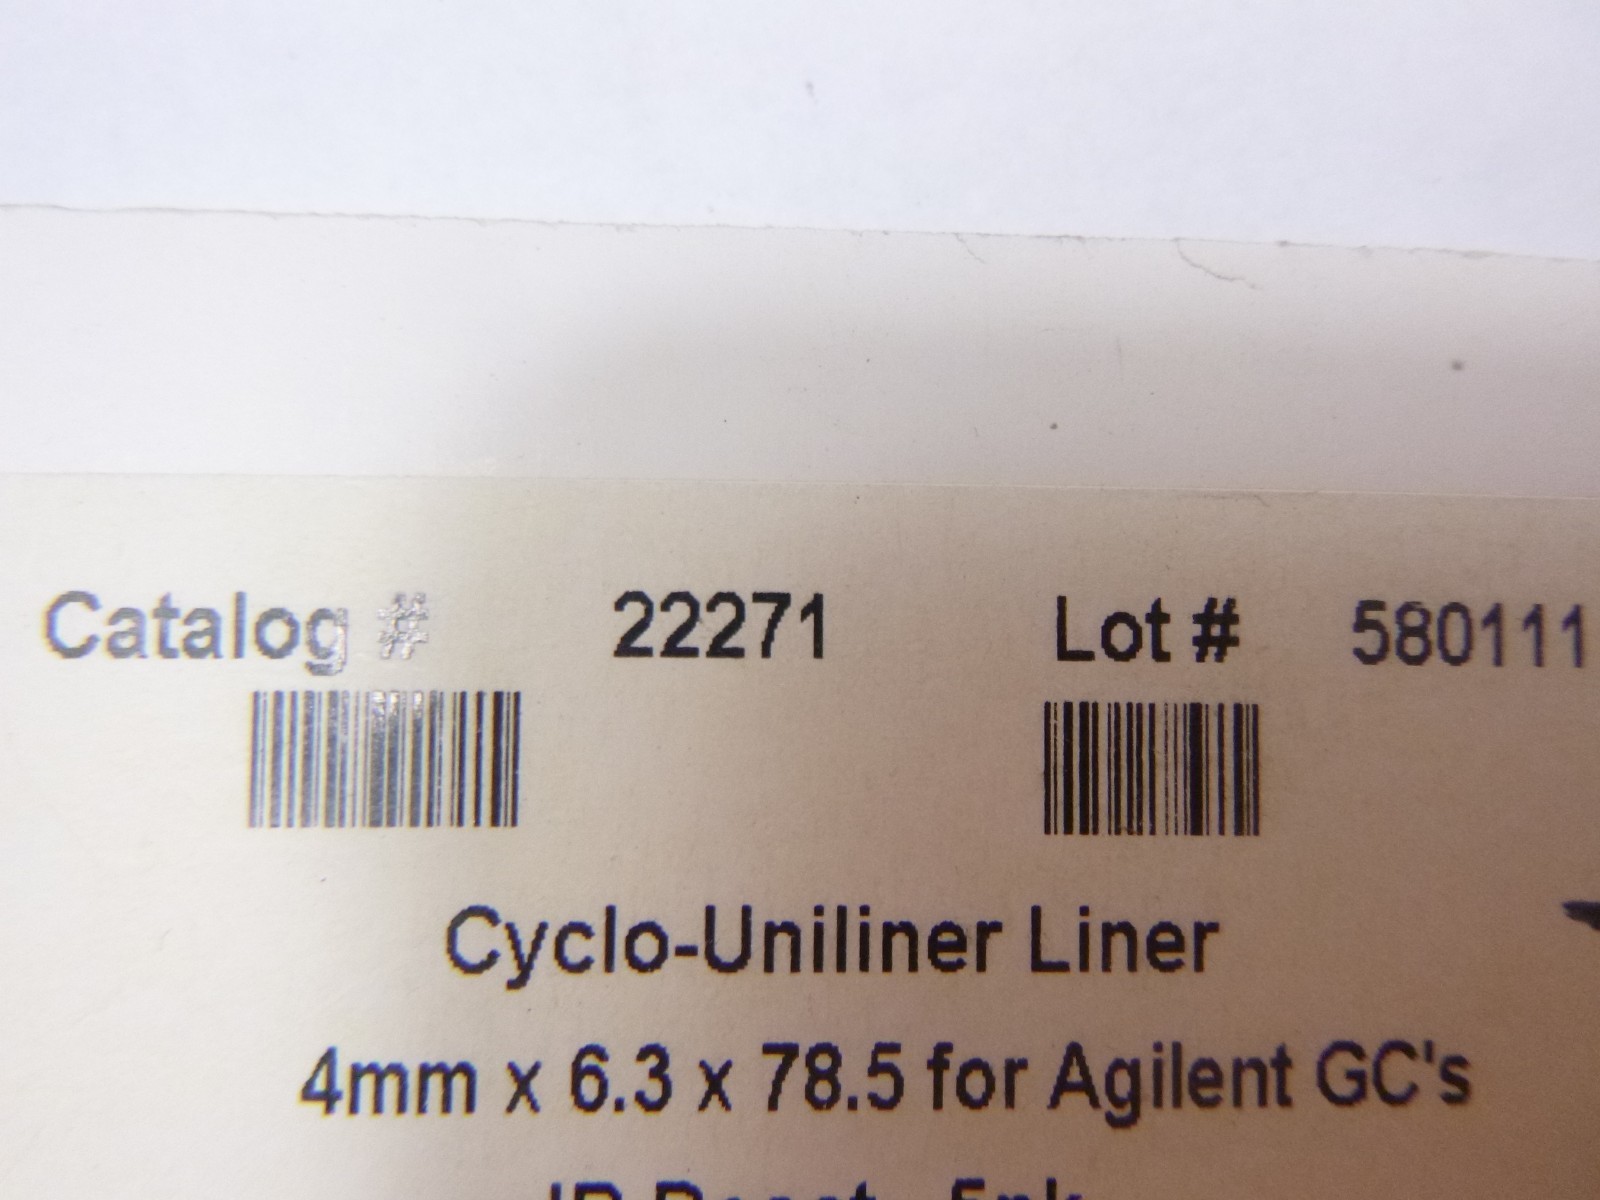 Catalog # 22271 Lot # 580111
Cyclo-Uniliner Liner
4mm x 6.3 x 78.5 for Agilent GC's